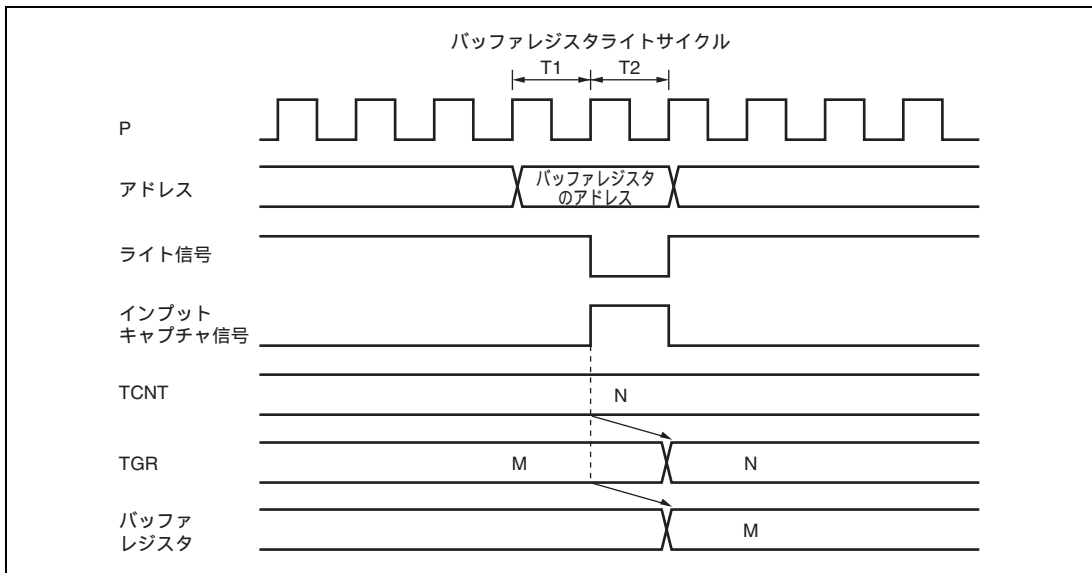 バッファレジスタライトサイクル
T1 T2
P
アドレス
バッファレジスタ
のアドレス
ライト信号
インプット
キャプチャ信号
TCNT
N
TGR
M
N
バッファ
レジスタ
M